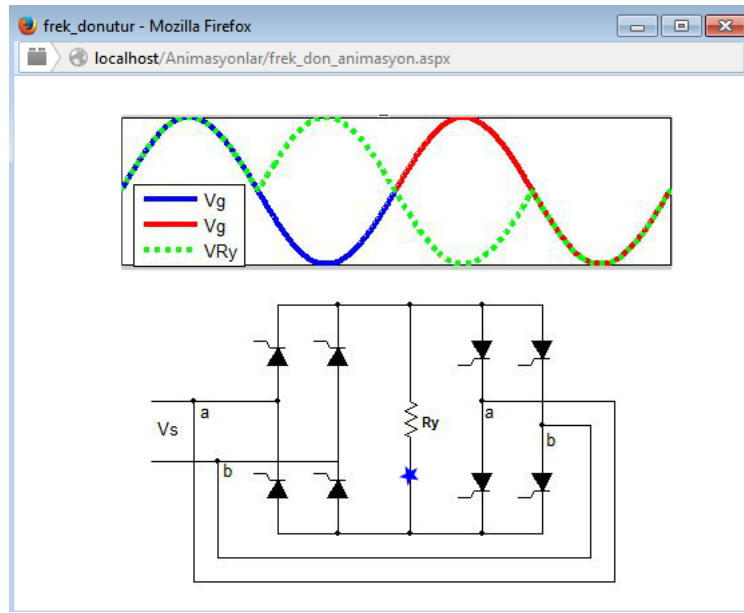 frek_donutur - Mozilla Firefox
localhost/Animasyonlar/frek_don_animasyon.aspx
Vg
Vg
VRy
a
Vs
b
Ry
a
b